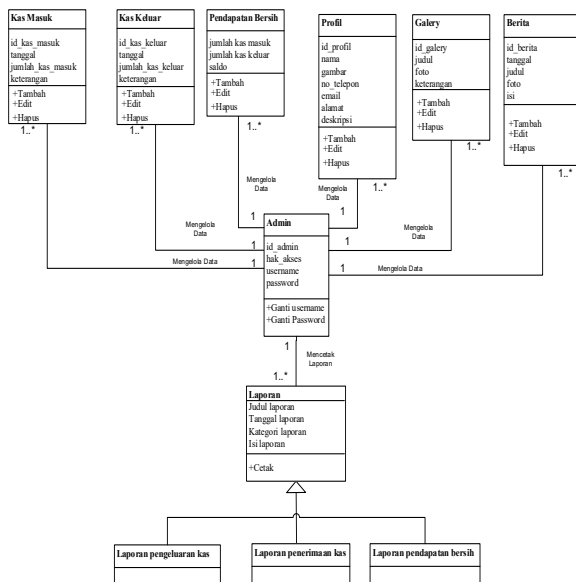 Kas Masuk
id_kas_masuk
tanggal
jumlah_kas_masuk
keterangan
+Tambah
+Edit
+Hapus
1..*
Kas Keluar
id_kas_keluar
tanggal
jumlah_kas_keluar
keterangan
+Tambah
+Edit
+Hapus
1..*
Pendapatan Bersih
jumlah kas masuk
jumlah kas keluar
saldo
+Tambah
+Edit
+Hapus
1..*
Profil
id_profil
nama
gambar
no_telepon
email
alamat
deskripsi
+Tambah
+Edit
+Hapus
1..*
Galery
id_galery
judul
foto
keterangan
+Tambah
+Edit
+Hapus
1..*
Berita
id_berita
tanggal
judul
foto
isi
+Tambah
+Edit
+Hapus
1..*
Mengelola
Data
1
Mengelola
Data
1
Mengelola
Data
1
Mengelola
Data
1
Mengelola Data
1
Mengelola Data
1
Admin
id_admin
hak_akses
username
password
+Ganti username
+Ganti Password
1
Mencetak
Laporan
1..*
Laporan
Judul laporan
Tanggal laporan
Kategori laporan
Isi laporan
+Cetak
Laporan pengeluaran kas
Laporan penerimaan kas
Laporan pendapatan bersih